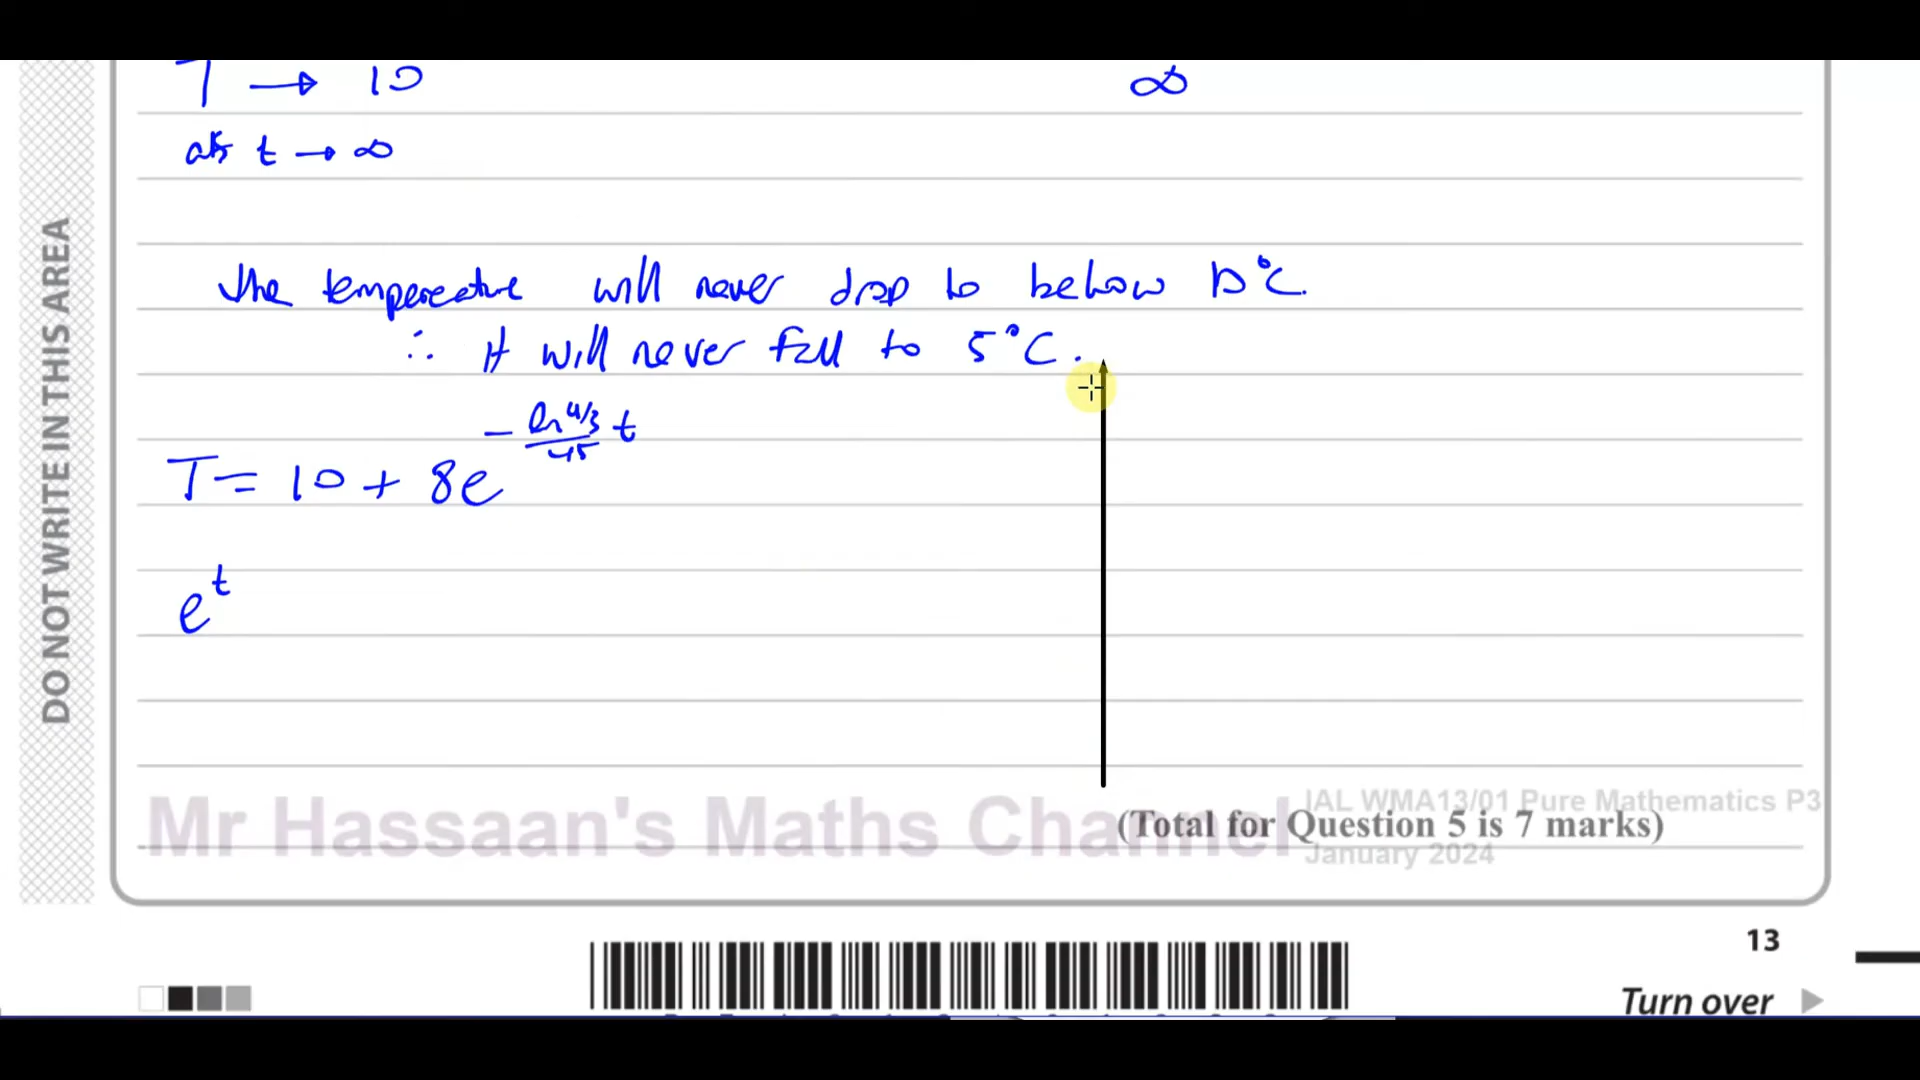 T → 10
∞
as t → ∞
The temperature will never drop to below 10°C.
∴ It will never fall to 5°C.
T = 10 + 8e^{-\frac{ln 4/3}{45} t}
e^t
DO NOT WRITE IN THIS AREA
Mr Hassaan's Maths Channel
IAL WMA13/01 Pure Mathematics P3
(Total for Question 5 is 7 marks)
January 2024
13
Turn over